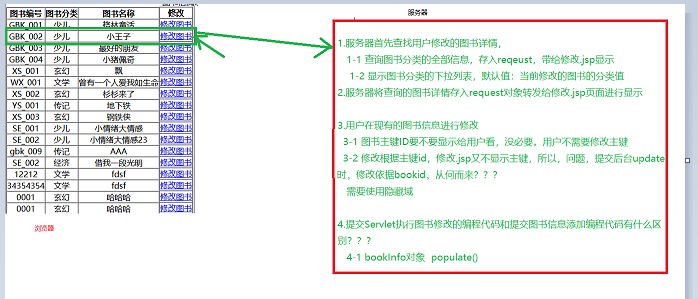 服务器
图书编号 图书分类 图书名称 修改
GBK_001 少儿 格林童话 修改图书
GBK_002 少儿 小王子 修改图书
GBK_003 少儿 最好的朋友 修改图书
GBK_004 少儿 小猪佩奇 修改图书
XS_001 玄幻 飘 修改图书
WX_001 文学 曾有一个人爱我如生命 修改图书
XS_002 玄幻 杉杉来了 修改图书
YS_001 传记 地下铁 修改图书
XS_003 玄幻 钢铁侠 修改图书
SE_001 少儿 小情绪大情感 修改图书
SE_002 少儿 小情绪大情感23 修改图书
gbk_009 传记 AAA 修改图书
SE_002 经济 借我一段光阴 修改图书
12212 文学 fdsf 修改图书
34354354 文学 fdsf 修改图书
0001 玄幻 哈哈哈 修改图书
0001 玄幻 哈哈哈 修改图书
浏览器
1.服务器首先查找用户修改的图书详情，
1-1 查询图书分类的全部信息，存入reqeust，带给修改.jsp显示
1-2 显示图书分类的下拉列表，默认值：当前修改的图书的分类值
2.服务器将查询的图书详情存入request对象转发给修改.jsp页面进行显示
3.用户在现有的图书信息进行修改
3-1 图书主键ID要不要显示给用户看，没必要。用户不需要修改主键
3-2 修改根据主键id，修改.jsp又不显示主键，所以，问题，提交后台update
时，修改依据bookid，从何而来？？？
需要使用隐藏域
4.提交Servlet执行图书修改的编程代码和提交图书信息添加编程代码有什么区
别？？？
4-1 bookInfo对象 populate()